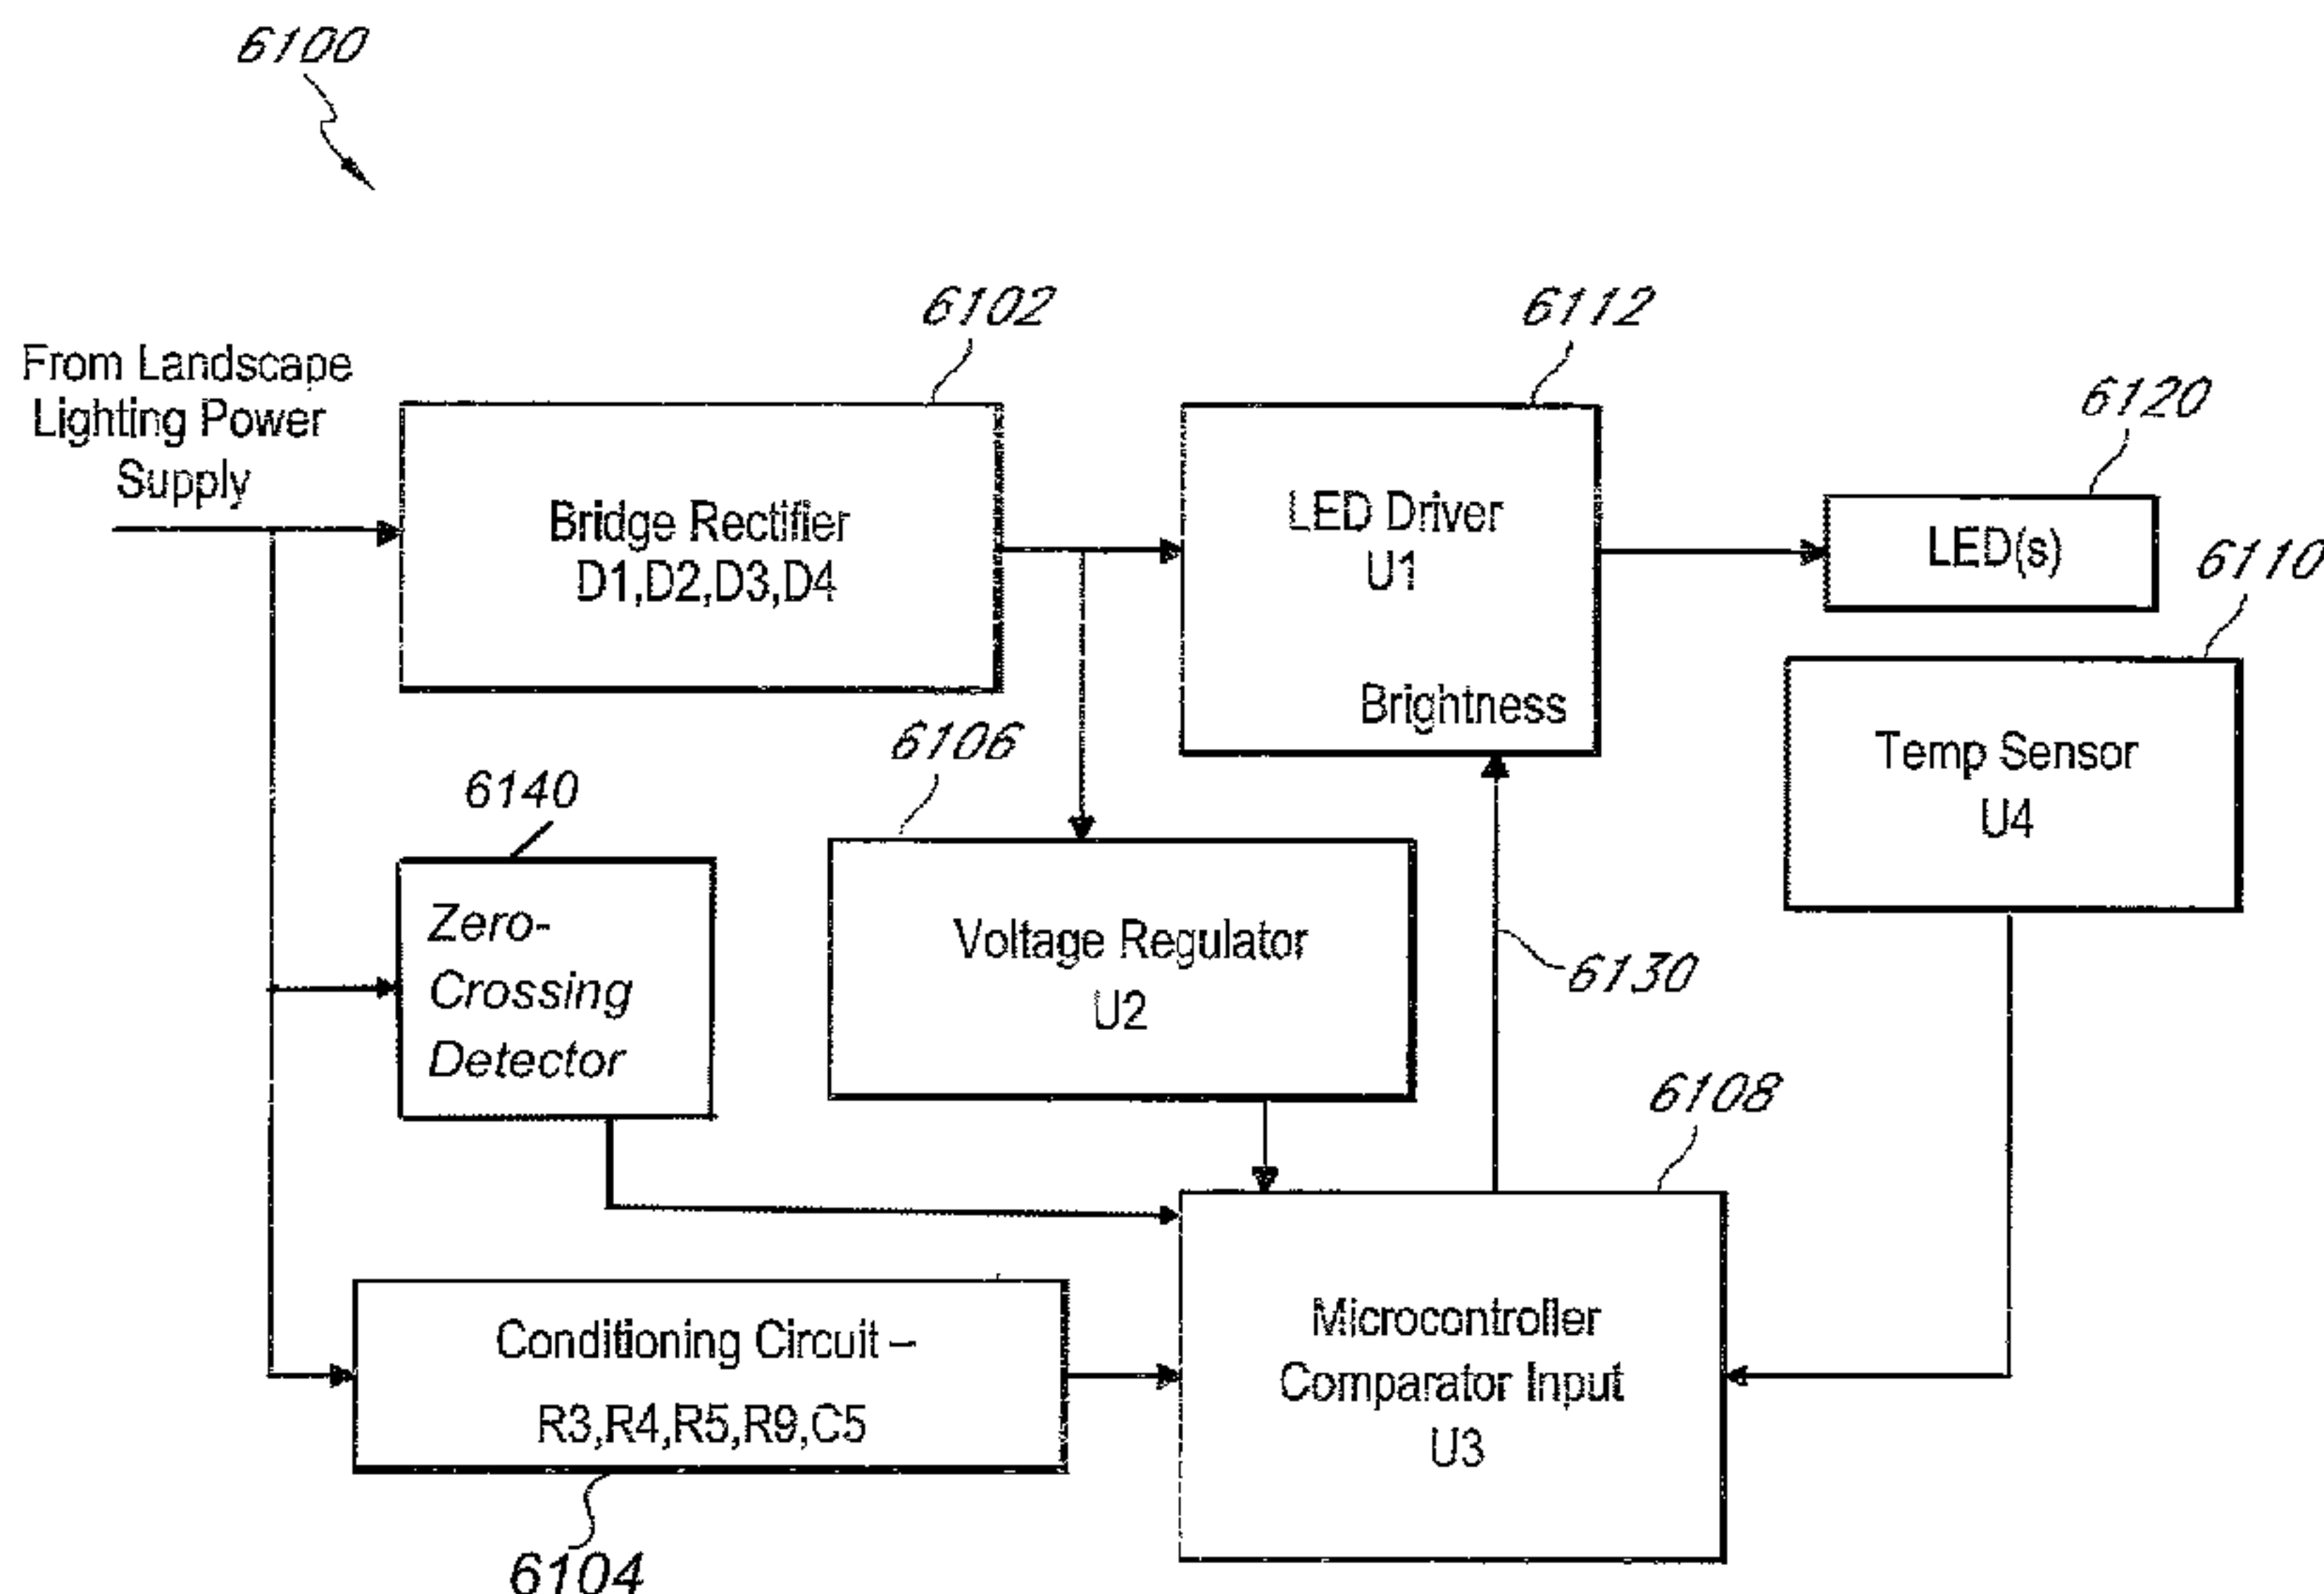 6100
6102
6112
From Landscape
Lighting Power
Supply
6120
Bridge Rectifier
D1,D2,D3,D4
LED Driver
U1
Brightness
LED(s)
6110
6106
6140
Temp Sensor
U4
Zero-
Crossing
Detector
Voltage Regulator
U2
6130
6108
Conditioning Circuit –
R3,R4,R5,R9,C5
Microcontroller
Comparator Input
U3
6104